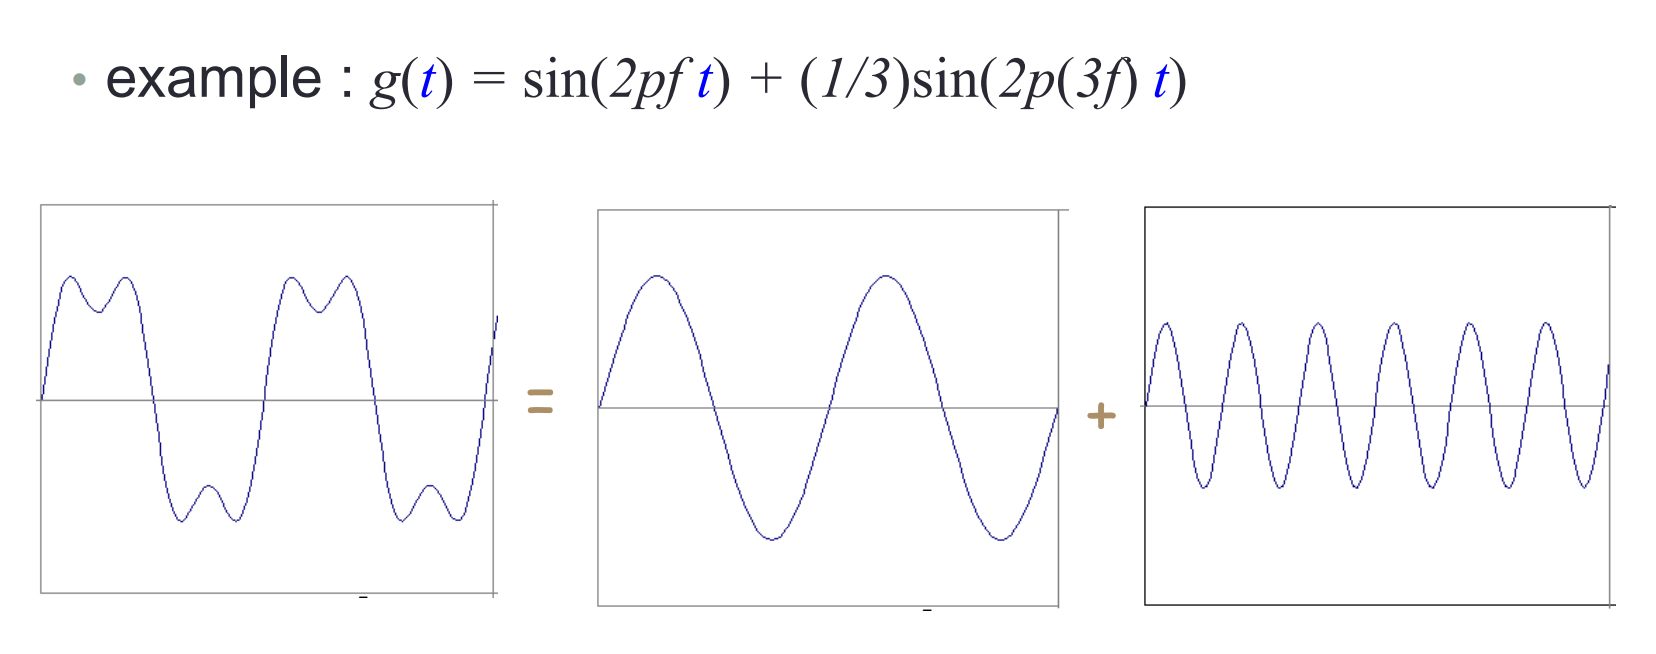 • example : g(t) = sin(2pf t) + (1/3)sin(2p(3f) t)
= +